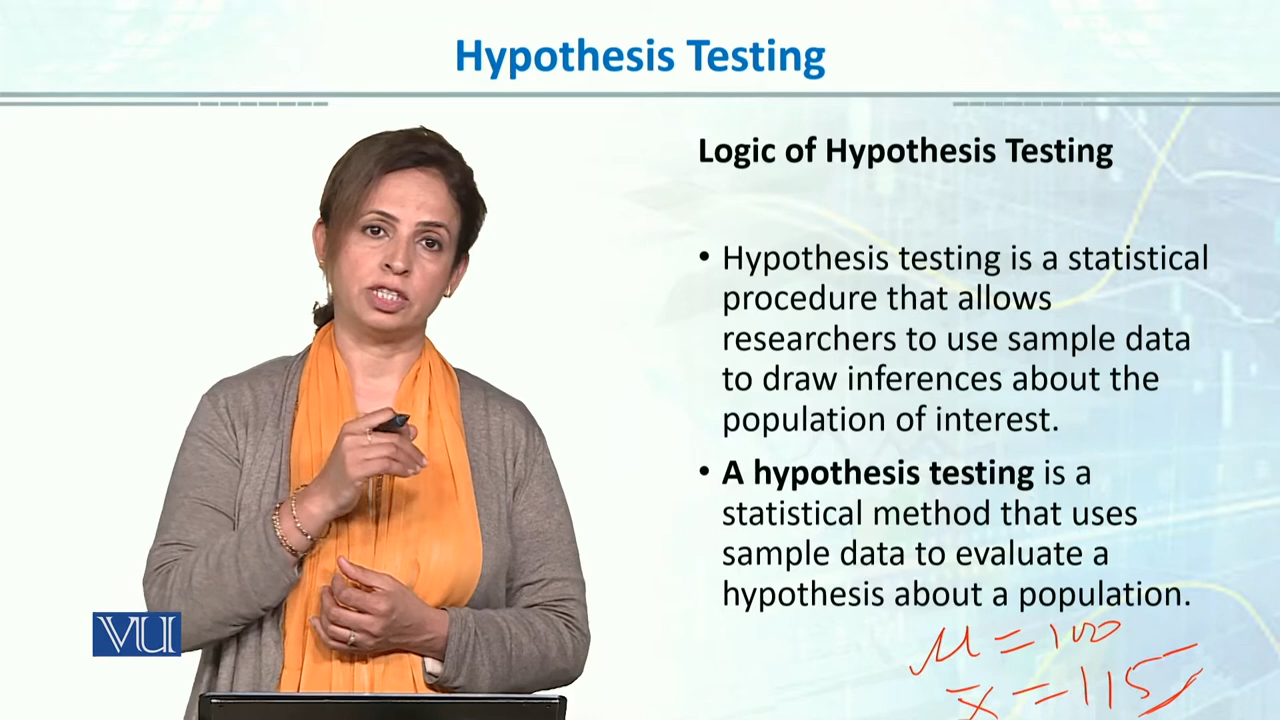 Hypothesis Testing
Logic of Hypothesis Testing
• Hypothesis testing is a statistical
procedure that allows
researchers to use sample data
to draw inferences about the
population of interest.
• A hypothesis testing is a
statistical method that uses
sample data to evaluate a
hypothesis about a population.
μ = 100
x̄ = 115
VU